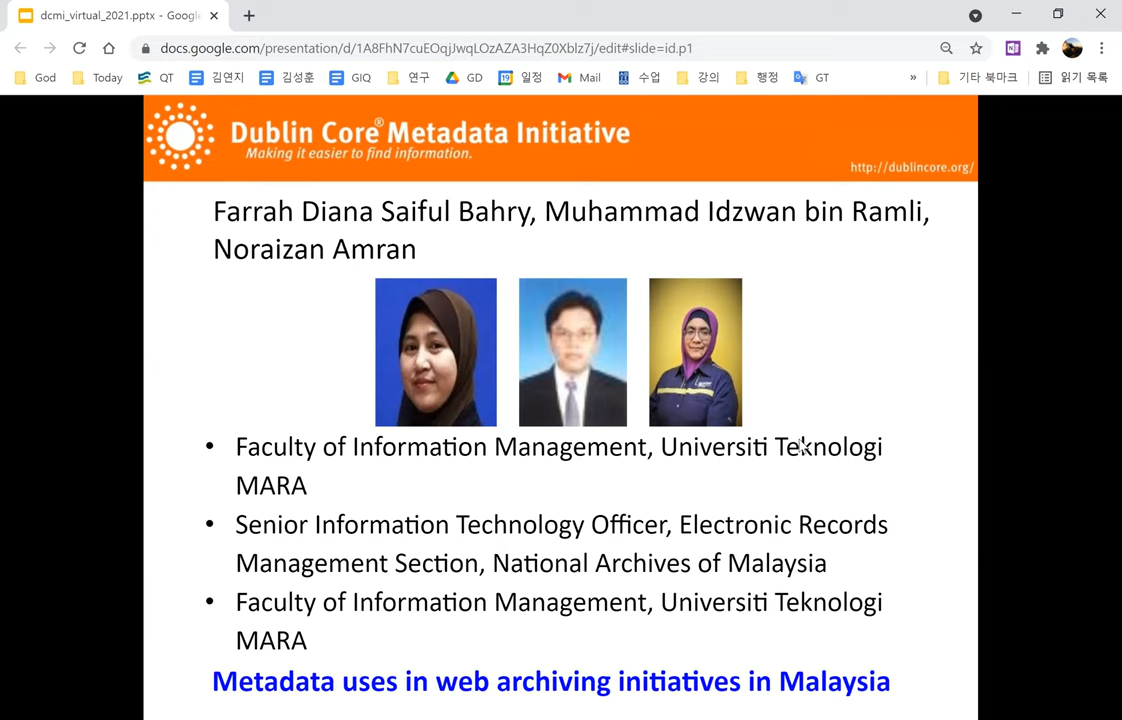 dcmi_virtual_2021.pptx - Google
docs.google.com/presentation/d/1A8FhN7cuEOqjJwqLOzAZA3HqZ0Xblz7j/edit#slide=id.p1
God Today QT 김연지 김성훈 GIQ 연구 GD 일정 Mail 수업 강의 행정 GT » 기타 북마크 읽기 목록
Dublin Core® Metadata Initiative
Making it easier to find information.
http://dublincore.org/
Farrah Diana Saiful Bahry, Muhammad Idzwan bin Ramli,
Noraizan Amran
• Faculty of Information Management, Universiti Teknologi
MARA
• Senior Information Technology Officer, Electronic Records
Management Section, National Archives of Malaysia
• Faculty of Information Management, Universiti Teknologi
MARA
Metadata uses in web archiving initiatives in Malaysia